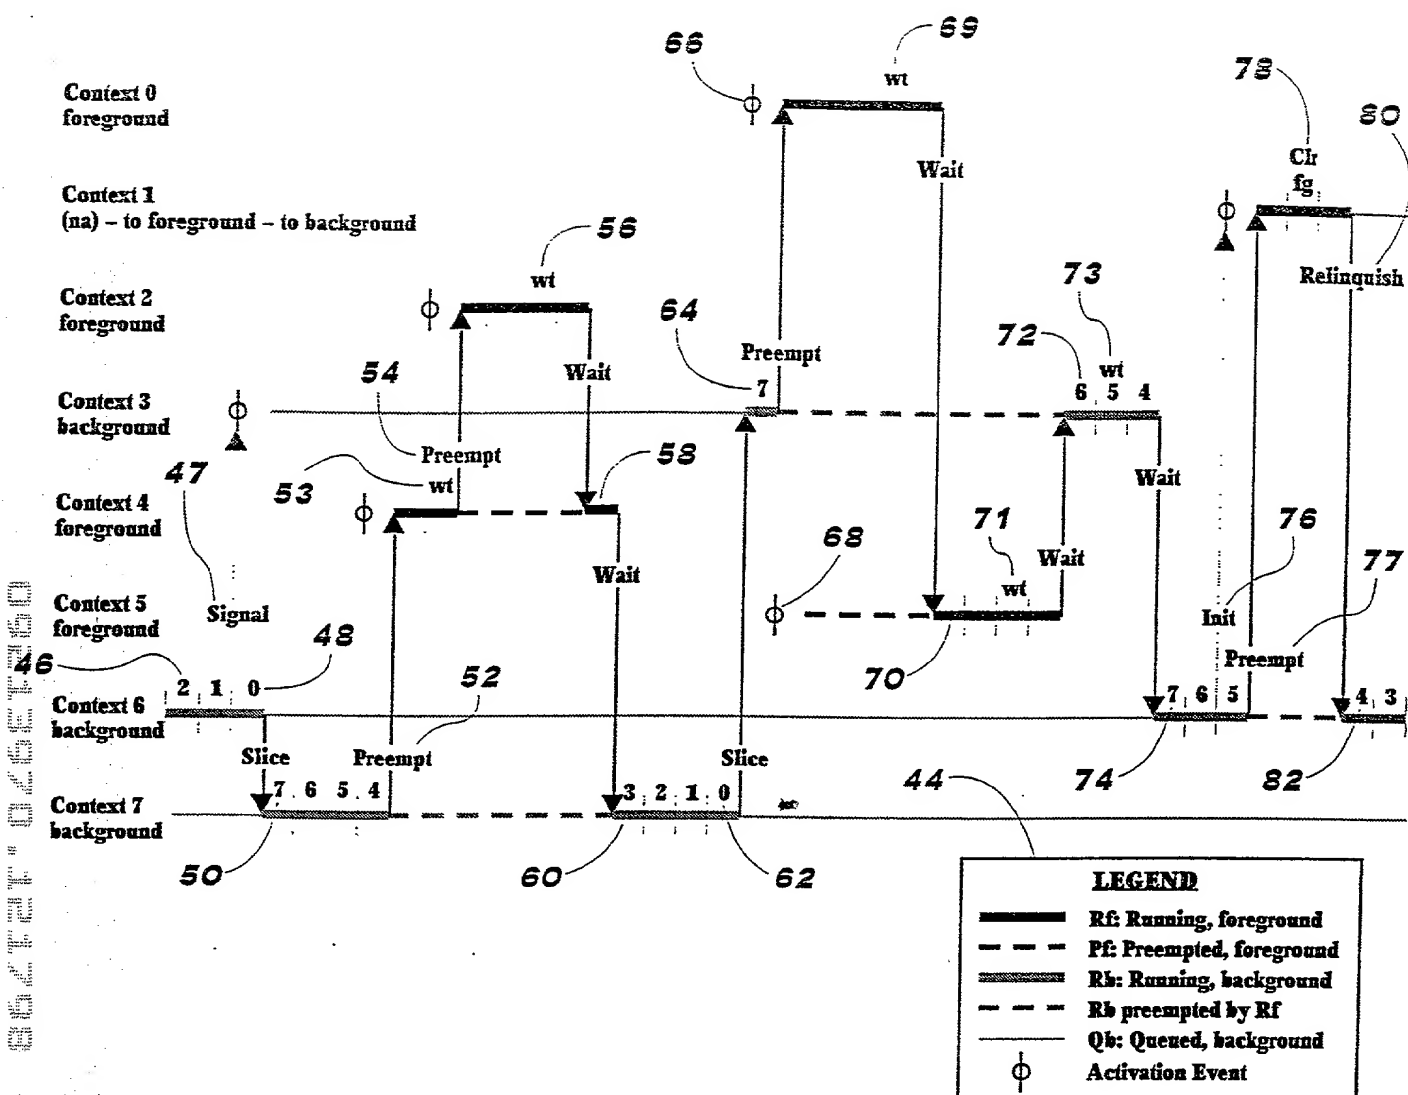 69
66
wt
78
Context 0
foreground
80
Clr
fg
Wait
Context 1
(na) – to foreground – to background
56
wt
73
Relinquish
Context 2
foreground
64
72
Preempt
54
Wait
wt
7
6 5 4
Context 3
background
Preempt
58
47
53
wt
Wait
Context 4
foreground
68
71
76
77
Wait
Wait
wt
Context 5
foreground
Signal
Init
46
48
70
Preempt
2 1 0
52
7 6 5
4 3
Context 6
background
Slice
Preempt
Slice
74
44
82
7 6 5 4
3 2 1 0
Context 7
background
50
60
62
LEGEND
Rf: Running, foreground
Pf: Preempted, foreground
Rb: Running, background
Rb preempted by Rf
Qb: Queued, background
Activation Event